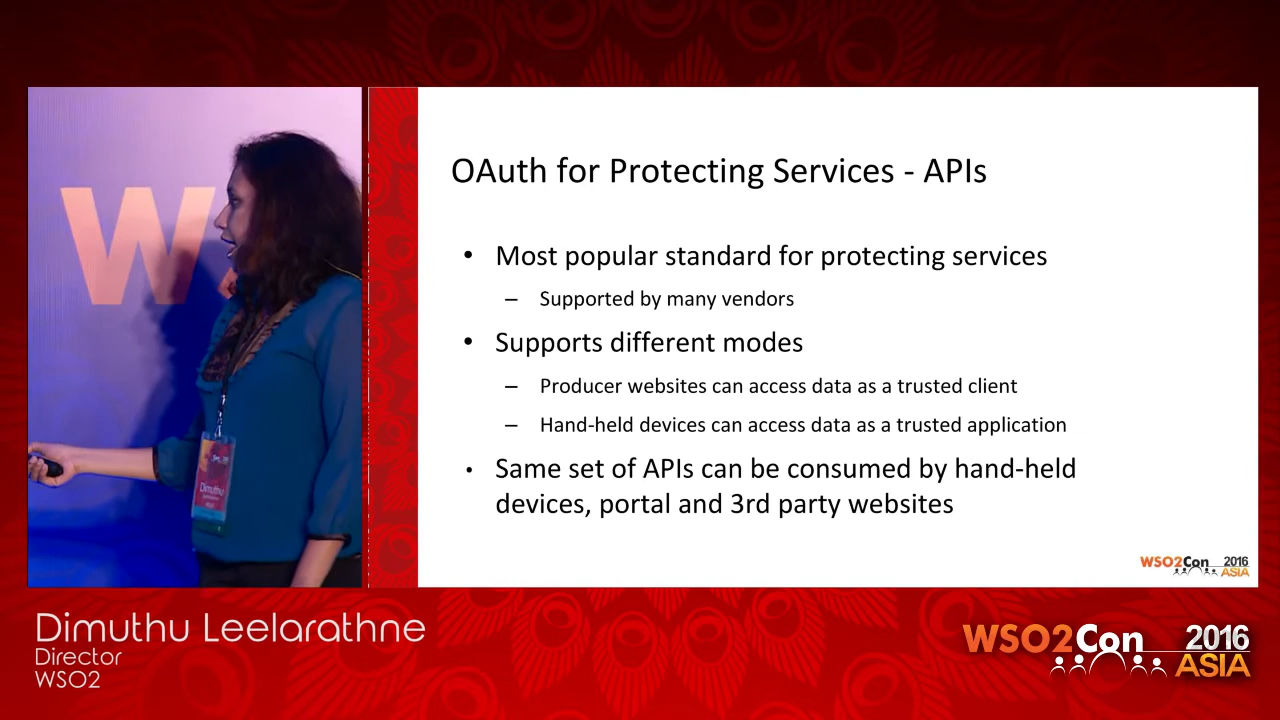 W
OAuth for Protecting Services - APIs
• Most popular standard for protecting services
– Supported by many vendors
• Supports different modes
– Producer websites can access data as a trusted client
– Hand-held devices can access data as a trusted application
• Same set of APIs can be consumed by hand-held
devices, portal and 3rd party websites
WSO2Con 2016
ASIA
Dimuthu
Dimuthu Leelarathne
Director
WSO2
WSO2Con 2016
ASIA